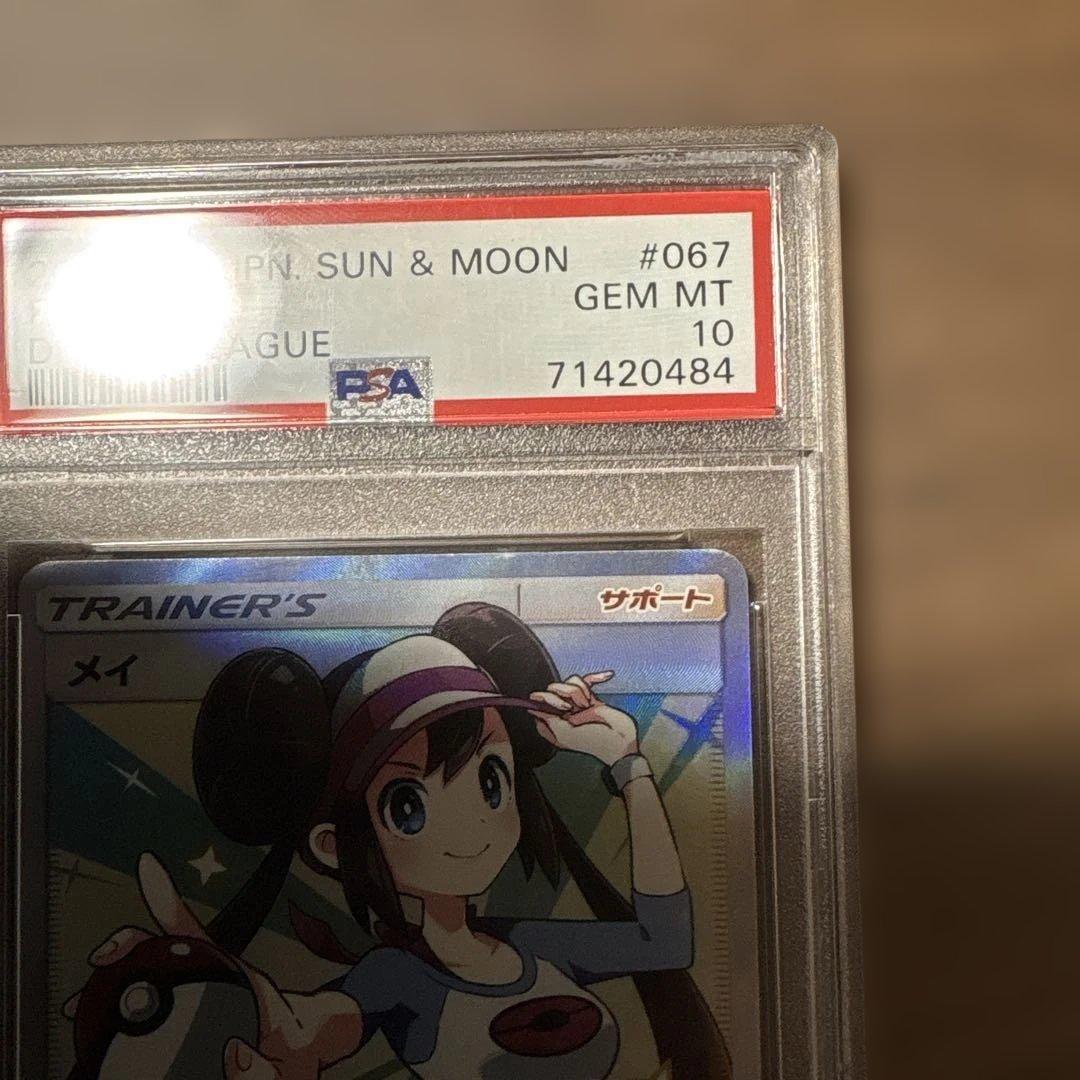 PN. SUN & MOON #067
GEM MT
AGUE 10
PSA 71420484
TRAINER'S サポート
メイ